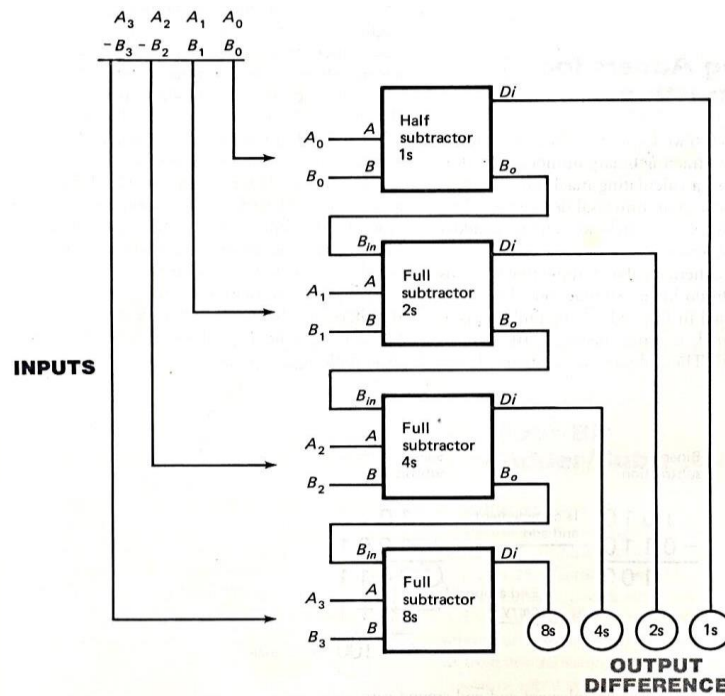 A₃ A₂ A₁ A₀
-B₃ -B₂ B₁ B₀
Half
subtractor
1s
A₀ A
B₀ B
Di
Bₒ
Full
subtractor
2s
Bᵢₙ
A₁ A
B₁ B
Di
Bₒ
INPUTS
Full
subtractor
4s
Bᵢₙ
A₂ A
B₂ B
Di
Bₒ
Full
subtractor
8s
Bᵢₙ
A₃ A
B₃ B
Di
8s 4s 2s 1s
OUTPUT
DIFFERENCE